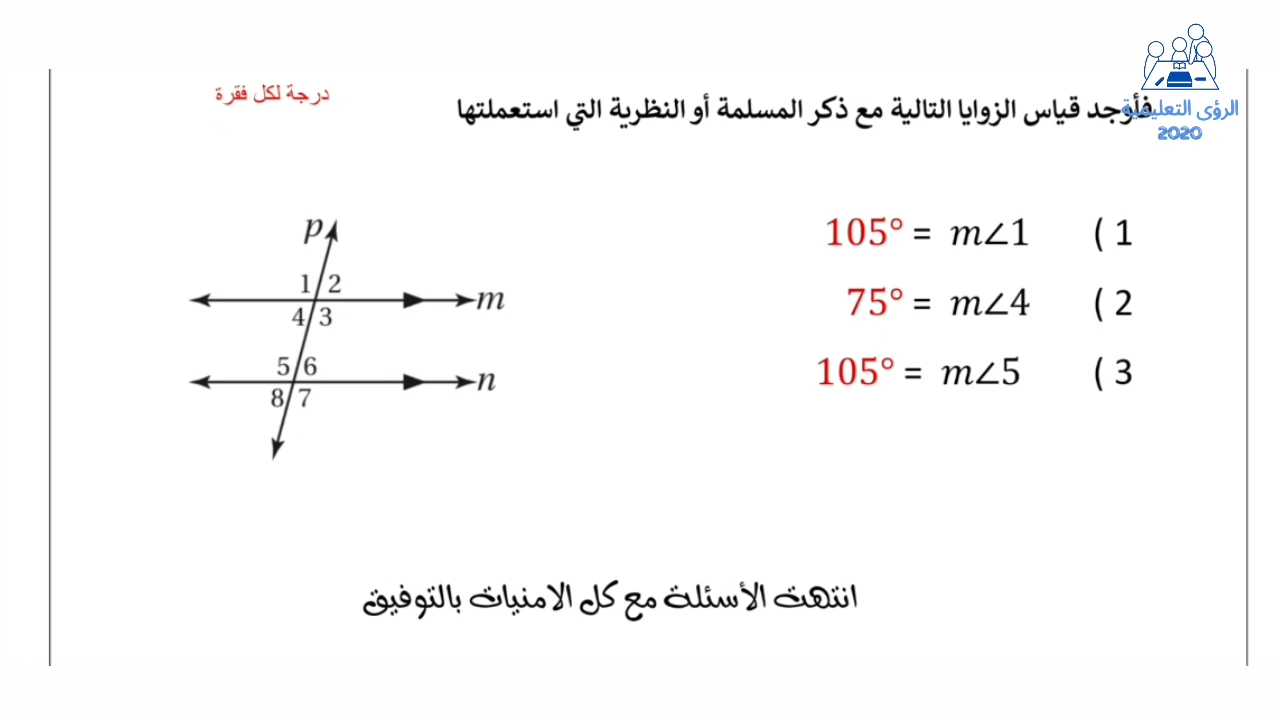 درجة لكل فقرة
فأوجد قياس الزوايا التالية مع ذكر المسلمة أو النظرية التي استعملتها
الرؤى التعليمية
2020
p
1 2
m
4 3
5 6
n
8 7
1 ) m∠1 = 105°
2 ) m∠4 = 75°
3 ) m∠5 = 105°
انتهت الأسئلة مع كل الامنيات بالتوفيق